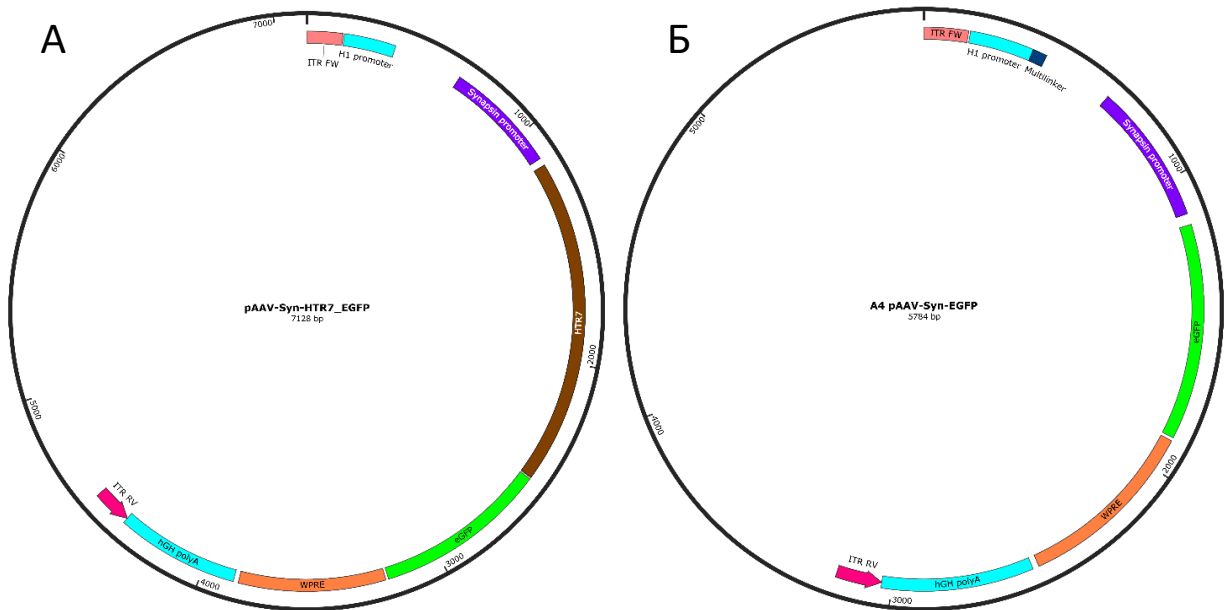 А
7000
ITR FW
H1 promoter
Synapsin promoter
1000
HTR7
2000
eGFP
3000
WPRE
4000
hGH polyA
ITR RV
5000
6000
pAAV-Syn-HTR7_EGFP
7128 bp
Б
ITR FW
H1 promoter
Multilinker
Synapsin promoter
1000
eGFP
2000
WPRE
hGH polyA
3000
ITR RV
4000
5000
A4 pAAV-Syn-EGFP
5784 bp